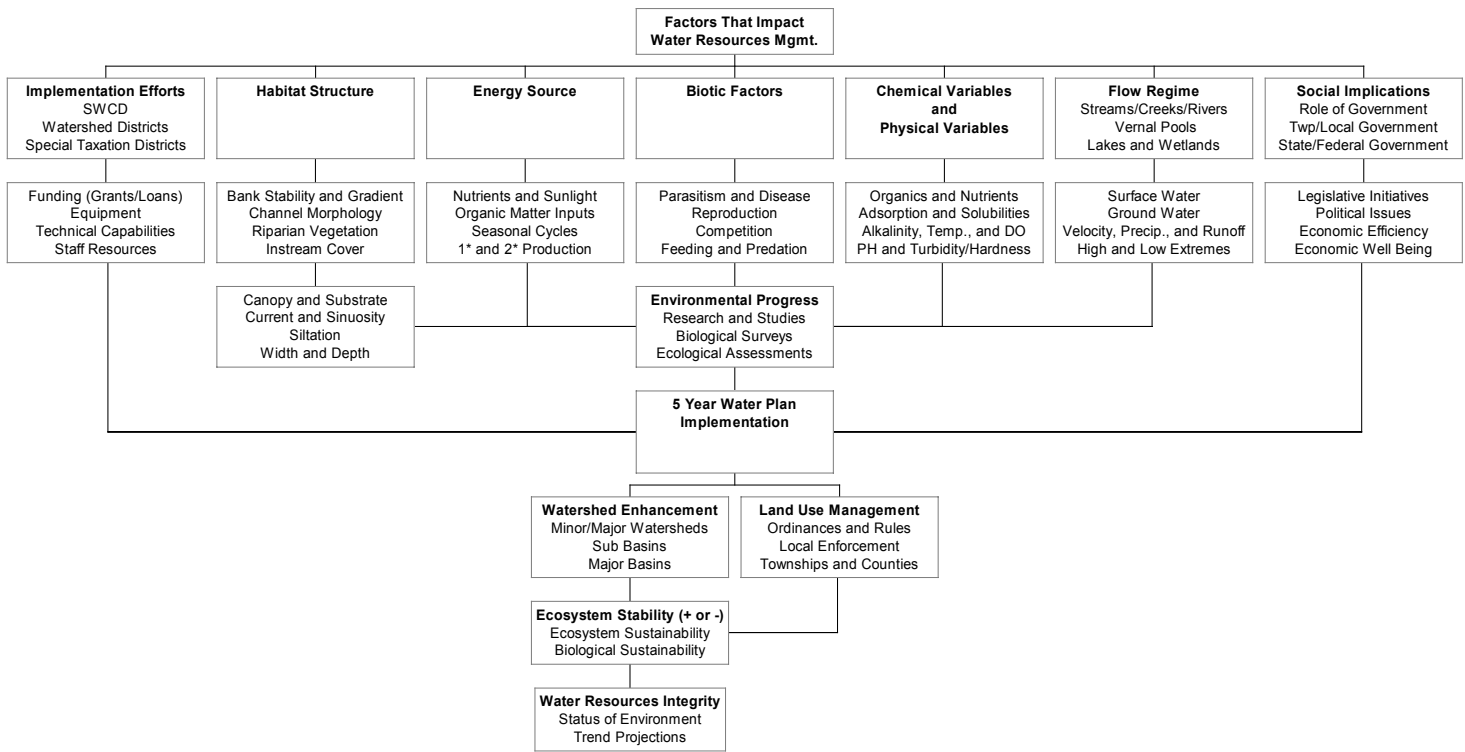 Factors That Impact
Water Resources Mgmt.
Implementation Efforts
SWCD
Watershed Districts
Special Taxation Districts
Habitat Structure
Energy Source
Biotic Factors
Chemical Variables
and
Physical Variables
Flow Regime
Streams/Creeks/Rivers
Vernal Pools
Lakes and Wetlands
Social Implications
Role of Government
Twp/Local Government
State/Federal Government
Funding (Grants/Loans)
Equipment
Technical Capabilities
Staff Resources
Bank Stability and Gradient
Channel Morphology
Riparian Vegetation
Instream Cover
Nutrients and Sunlight
Organic Matter Inputs
Seasonal Cycles
1* and 2* Production
Parasitism and Disease
Reproduction
Competition
Feeding and Predation
Organics and Nutrients
Adsorption and Solubilities
Alkalinity, Temp., and DO
PH and Turbidity/Hardness
Surface Water
Ground Water
Velocity, Precip., and Runoff
High and Low Extremes
Legislative Initiatives
Political Issues
Economic Efficiency
Economic Well Being
Canopy and Substrate
Current and Sinuosity
Siltation
Width and Depth
Environmental Progress
Research and Studies
Biological Surveys
Ecological Assessments
5 Year Water Plan
Implementation
Watershed Enhancement
Minor/Major Watersheds
Sub Basins
Major Basins
Land Use Management
Ordinances and Rules
Local Enforcement
Townships and Counties
Ecosystem Stability (+ or -)
Ecosystem Sustainability
Biological Sustainability
Water Resources Integrity
Status of Environment
Trend Projections